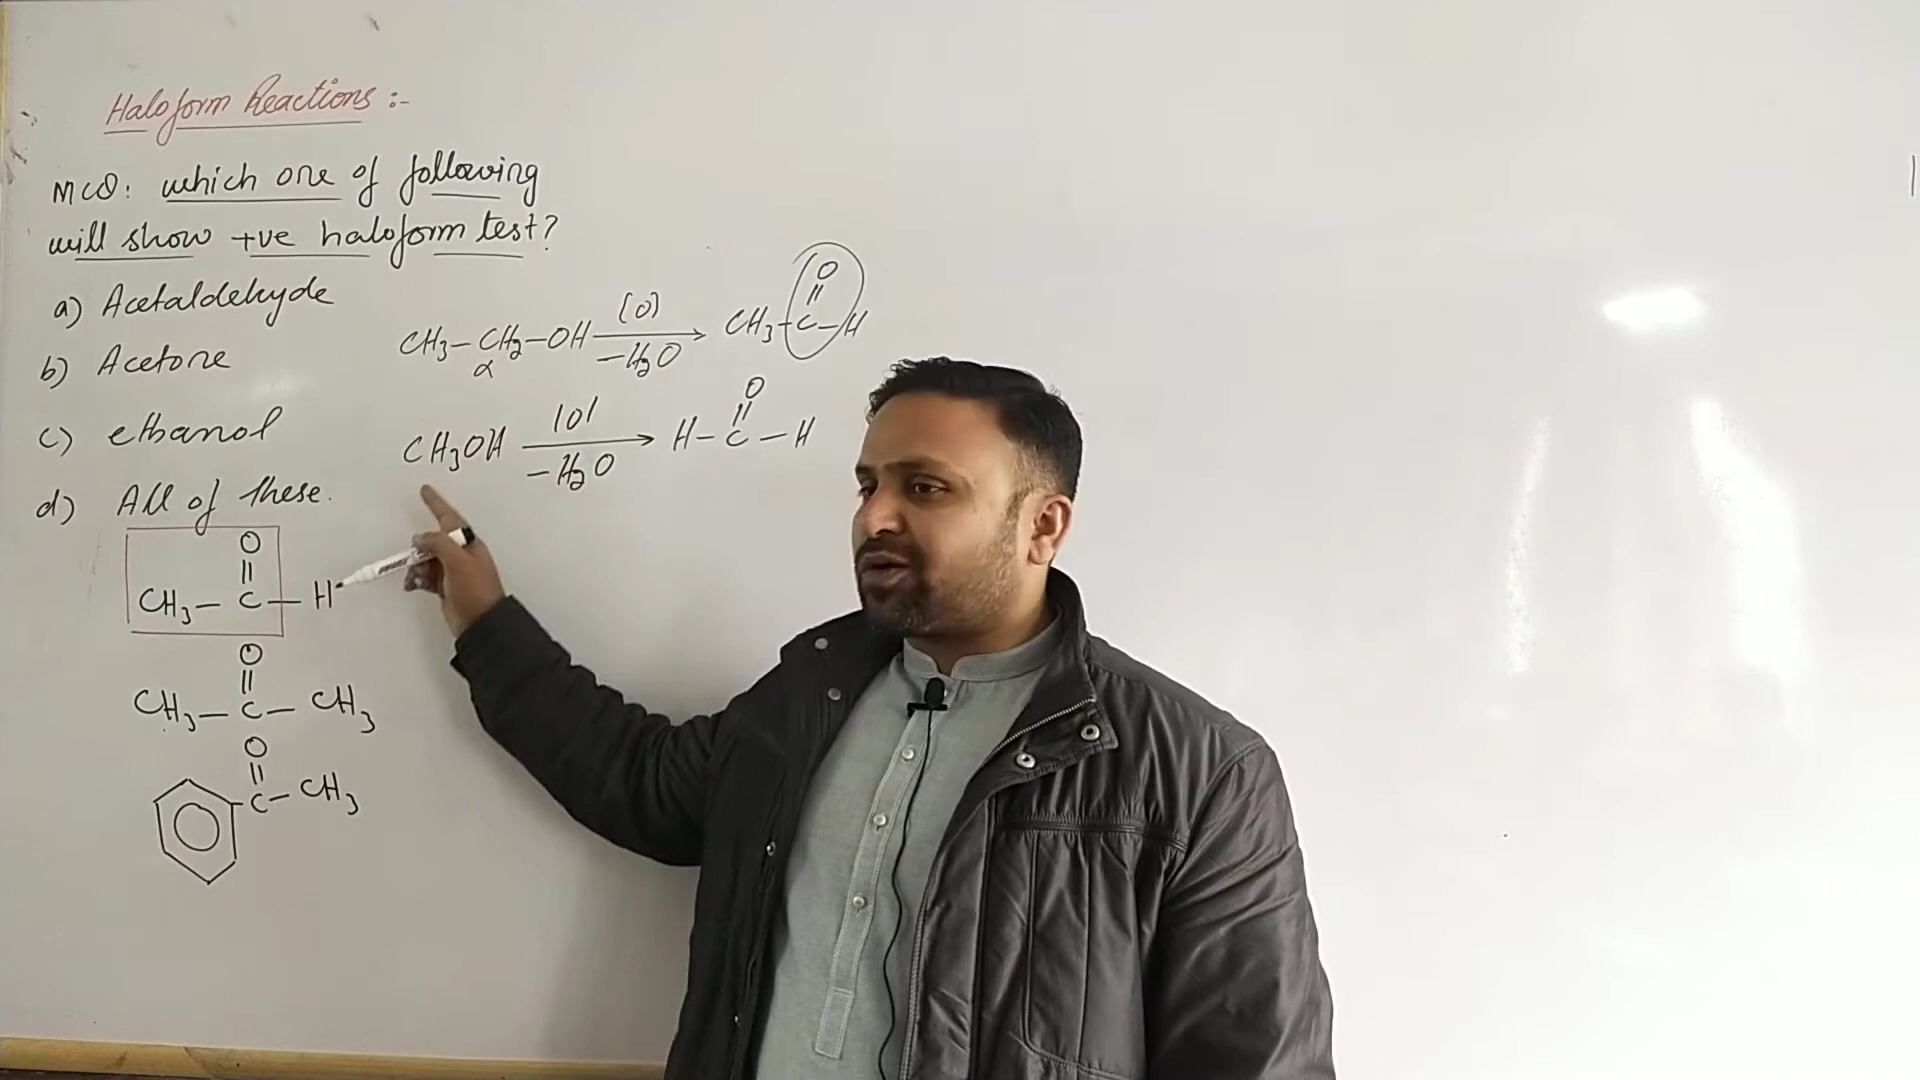 Haloform Reactions :-
MCQ: which one of following
will show +ve haloform test?
a) Acetaldehyde
b) Acetone
c) ethanol
d) All of these.
O
||
CH₃ — C — H
O
||
CH₃ — C — CH₃
O
||
C — CH₃
O
||
CH₃ — CH₂ — OH (O) → CH₃ — C — H
α — H₂O
O
||
CH₃OH |O| → H — C — H
— H₂O